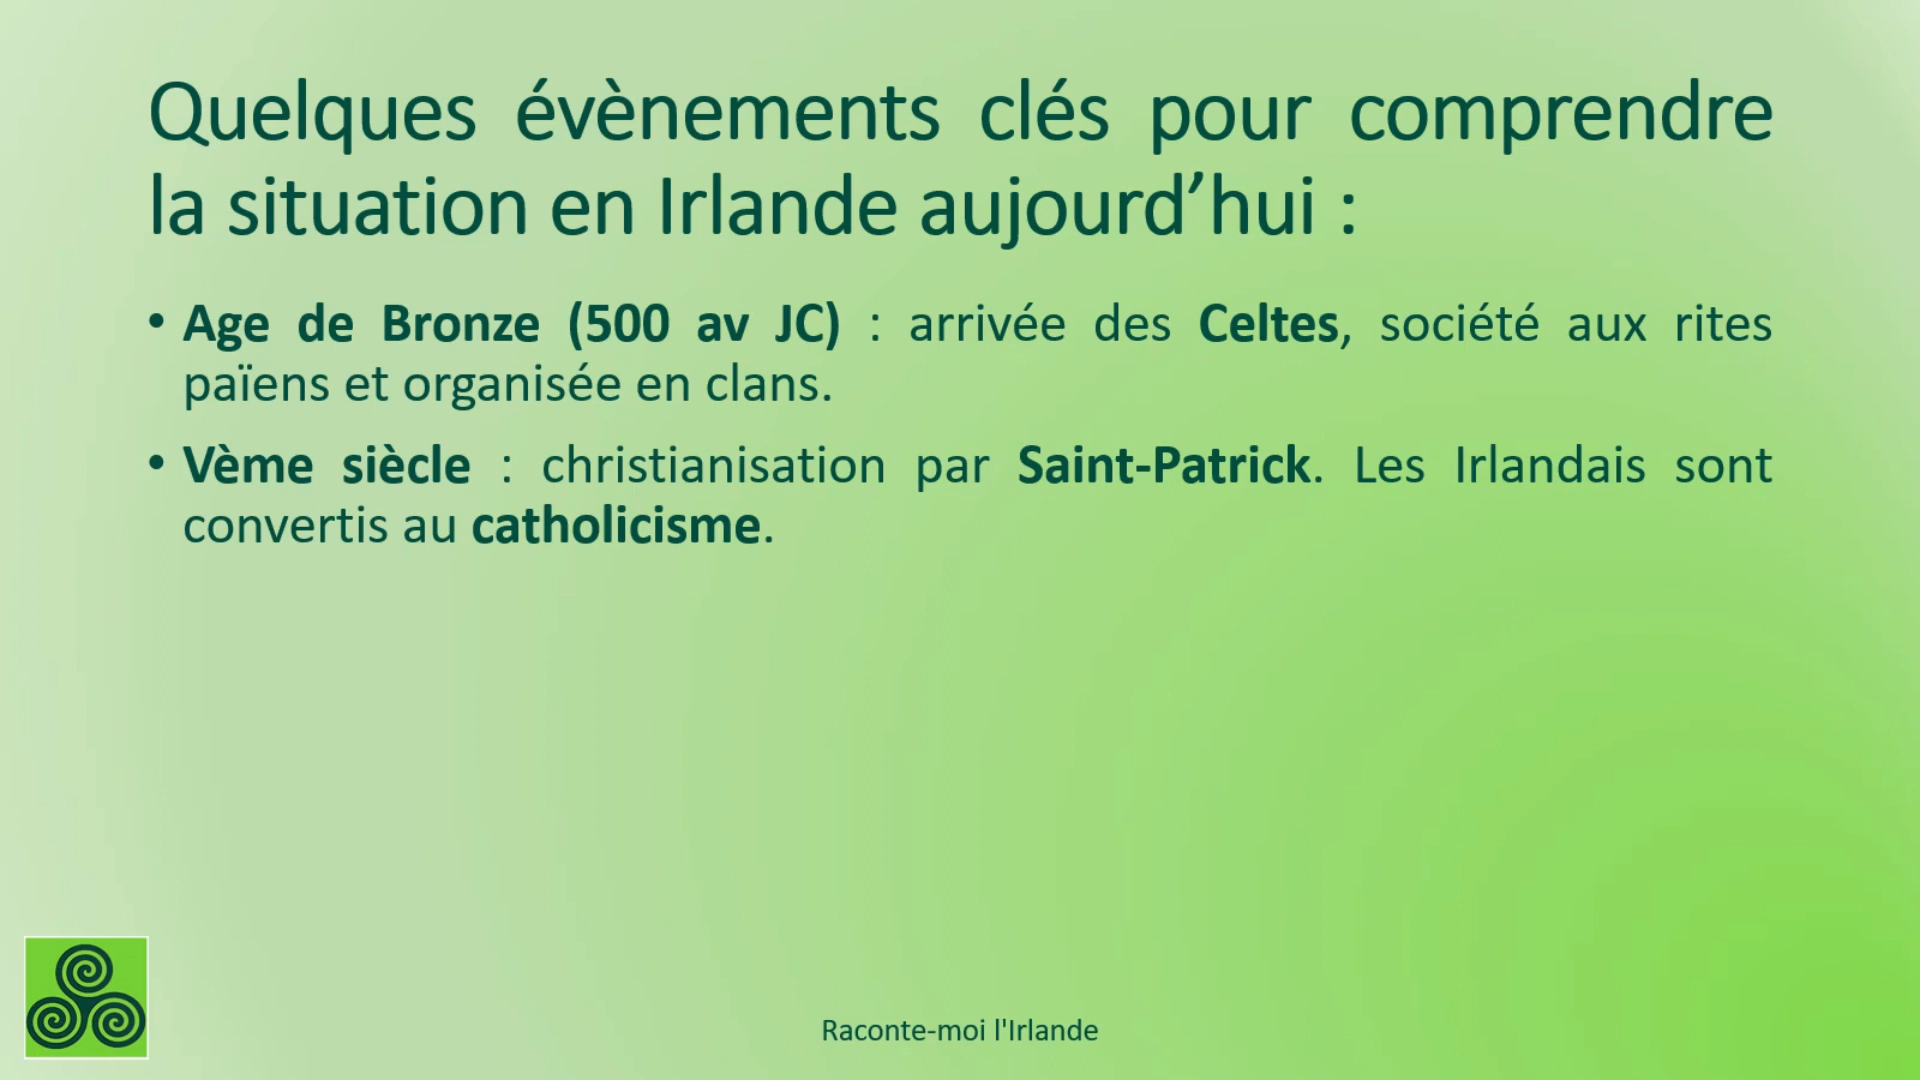 Quelques évènements clés pour comprendre
la situation en Irlande aujourd’hui :
• Age de Bronze (500 av JC) : arrivée des Celtes, société aux rites
païens et organisée en clans.
• Vème siècle : christianisation par Saint-Patrick. Les Irlandais sont
convertis au catholicisme.
Raconte-moi l'Irlande